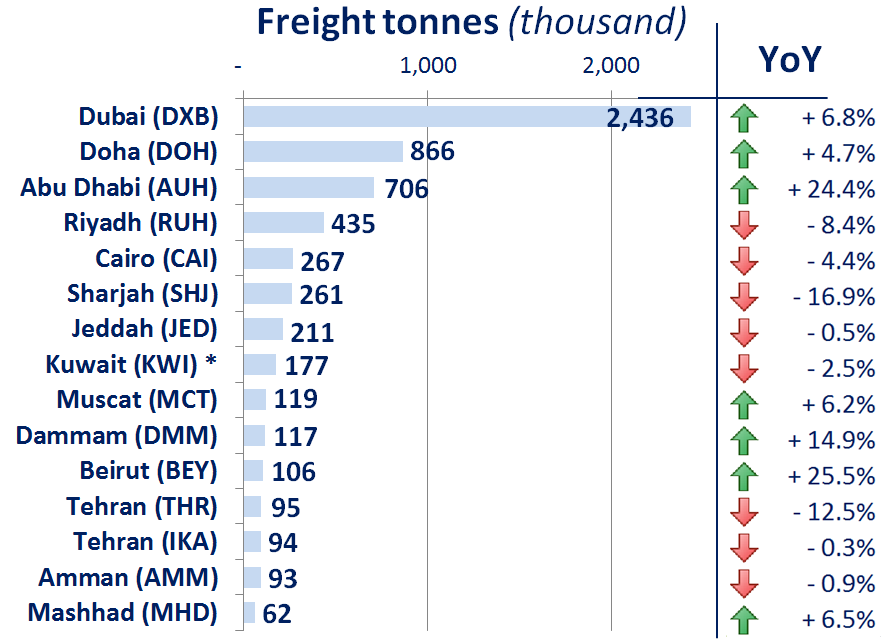 Freight tonnes (thousand)
YoY
- 1,000 2,000
Dubai (DXB) 2,436 + 6.8%
Doha (DOH) 866 + 4.7%
Abu Dhabi (AUH) 706 + 24.4%
Riyadh (RUH) 435 - 8.4%
Cairo (CAI) 267 - 4.4%
Sharjah (SHJ) 261 - 16.9%
Jeddah (JED) 211 - 0.5%
Kuwait (KWI) * 177 - 2.5%
Muscat (MCT) 119 + 6.2%
Dammam (DMM) 117 + 14.9%
Beirut (BEY) 106 + 25.5%
Tehran (THR) 95 - 12.5%
Tehran (IKA) 94 - 0.3%
Amman (AMM) 93 - 0.9%
Mashhad (MHD) 62 + 6.5%